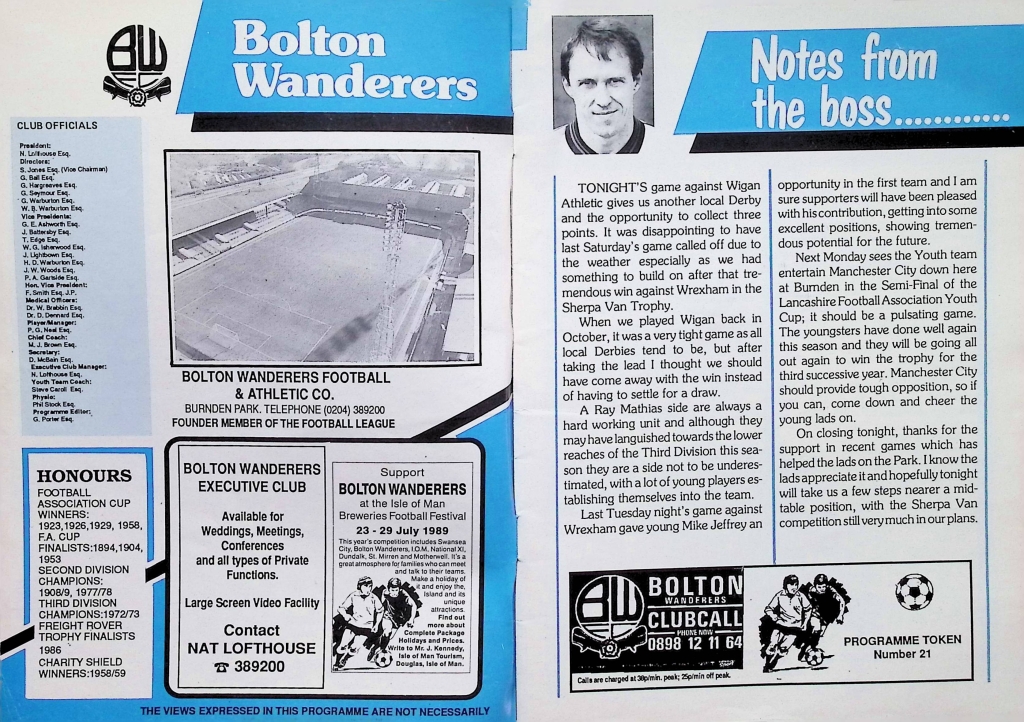 BW
FC
Bolton
Wanderers
CLUB OFFICIALS
President:
N. Lofthouse Esq.
Directors:
S. Jones Esq. (Vice Chairman)
G. Ball Esq.
G. Hargreaves Esq.
G. Seymour Esq.
G. Warburton Esq.
W. B. Warburton Esq.
Vice Presidents:
G. E. Ashworth Esq.
J. Battersby Esq.
T. Edge Esq.
W. G. Isherwood Esq.
J. Lightbown Esq.
H. D. Warburton Esq.
J. W. Woods Esq.
P. A. Gartside Esq.
Hon. Vice President:
F. Smith Esq. J.P.
Medical Officers:
Dr. W. Brabbin Esq.
Dr. D. Dennard Esq.
Player/Manager:
P. G. Neal Esq.
Chief Coach:
M. J. Brown Esq.
Secretary:
D. McBain Esq.
Executive Club Manager:
N. Lofthouse Esq.
Youth Team Coach:
Steve Carroll Esq.
Physio:
Phil Stock Esq.
Programme Editor:
G. Porter Esq.
BOLTON WANDERERS FOOTBALL
& ATHLETIC CO.
BURNDEN PARK. TELEPHONE (0204) 389200
FOUNDER MEMBER OF THE FOOTBALL LEAGUE
HONOURS
FOOTBALL
ASSOCIATION CUP
WINNERS:
1923,1926,1929, 1958,
F.A. CUP
FINALISTS:1894,1904,
1953
SECOND DIVISION
CHAMPIONS:
1908/9, 1977/78
THIRD DIVISION
CHAMPIONS:1972/73
FREIGHT ROVER
TROPHY FINALISTS
1986
CHARITY SHIELD
WINNERS:1958/59
BOLTON WANDERERS
EXECUTIVE CLUB
Available for
Weddings, Meetings,
Conferences
and all types of Private
Functions.
Large Screen Video Facility
Contact
NAT LOFTHOUSE
☎ 389200
Support
BOLTON WANDERERS
at the Isle of Man
Breweries Football Festival
23 - 29 July 1989
This year's competition includes Swansea
City, Bolton Wanderers, I.O.M. National XI,
Dundalk, St. Mirren and Motherwell. It's a
great atmosphere for families who can meet
and talk to their teams.
Make a holiday of
it and enjoy the,
Island and its
unique
attractions.
Find out
more about
Complete Package
Holidays and Prices.
Write to Mr. J. Kennedy,
Isle of Man Tourism,
Douglas, Isle of Man.
THE VIEWS EXPRESSED IN THIS PROGRAMME ARE NOT NECESSARILY
Notes from
the boss............
TONIGHT'S game against Wigan
Athletic gives us another local Derby
and the opportunity to collect three
points. It was disappointing to have
last Saturday's game called off due to
the weather especially as we had
something to build on after that tre-
mendous win against Wrexham in the
Sherpa Van Trophy.
When we played Wigan back in
October, it was a very tight game as all
local Derbies tend to be, but after
taking the lead I thought we should
have come away with the win instead
of having to settle for a draw.
A Ray Mathias side are always a
hard working unit and although they
may have languished towards the lower
reaches of the Third Division this sea-
son they are a side not to be underes-
timated, with a lot of young players es-
tablishing themselves into the team.
Last Tuesday night's game against
Wrexham gave young Mike Jeffrey an
opportunity in the first team and I am
sure supporters will have been pleased
with his contribution, getting into some
excellent positions, showing tremen-
dous potential for the future.
Next Monday sees the Youth team
entertain Manchester City down here
at Burnden in the Semi-Final of the
Lancashire Football Association Youth
Cup; it should be a pulsating game.
The youngsters have done well again
this season and they will be going all
out again to win the trophy for the
third successive year. Manchester City
should provide tough opposition, so if
you can, come down and cheer the
young lads on.
On closing tonight, thanks for the
support in recent games which has
helped the lads on the Park. I know the
lads appreciate it and hopefully tonight
will take us a few steps nearer a mid-
table position, with the Sherpa Van
competition still very much in our plans.
BW
BOLTON
WANDERERS
CLUBCALL
PHONE NOW
0898 12 11 64
Calls are charged at 38p/min. peak; 25p/min off peak.
PROGRAMME TOKEN
Number 21